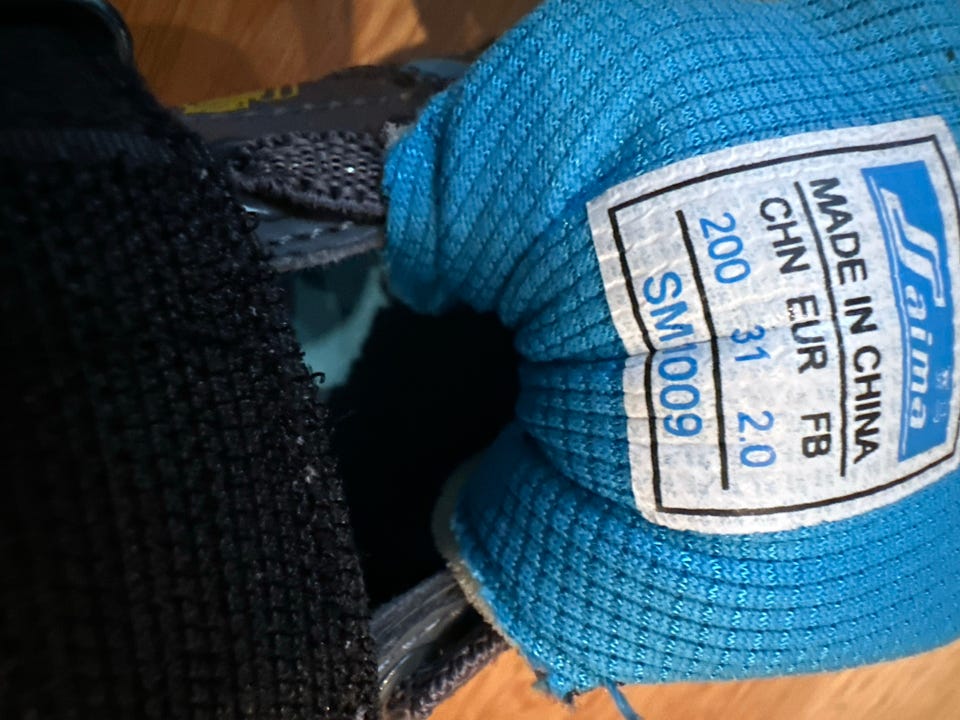 Saima
MADE IN CHINA
CHN EUR FB
200 31 2.0
SM1009